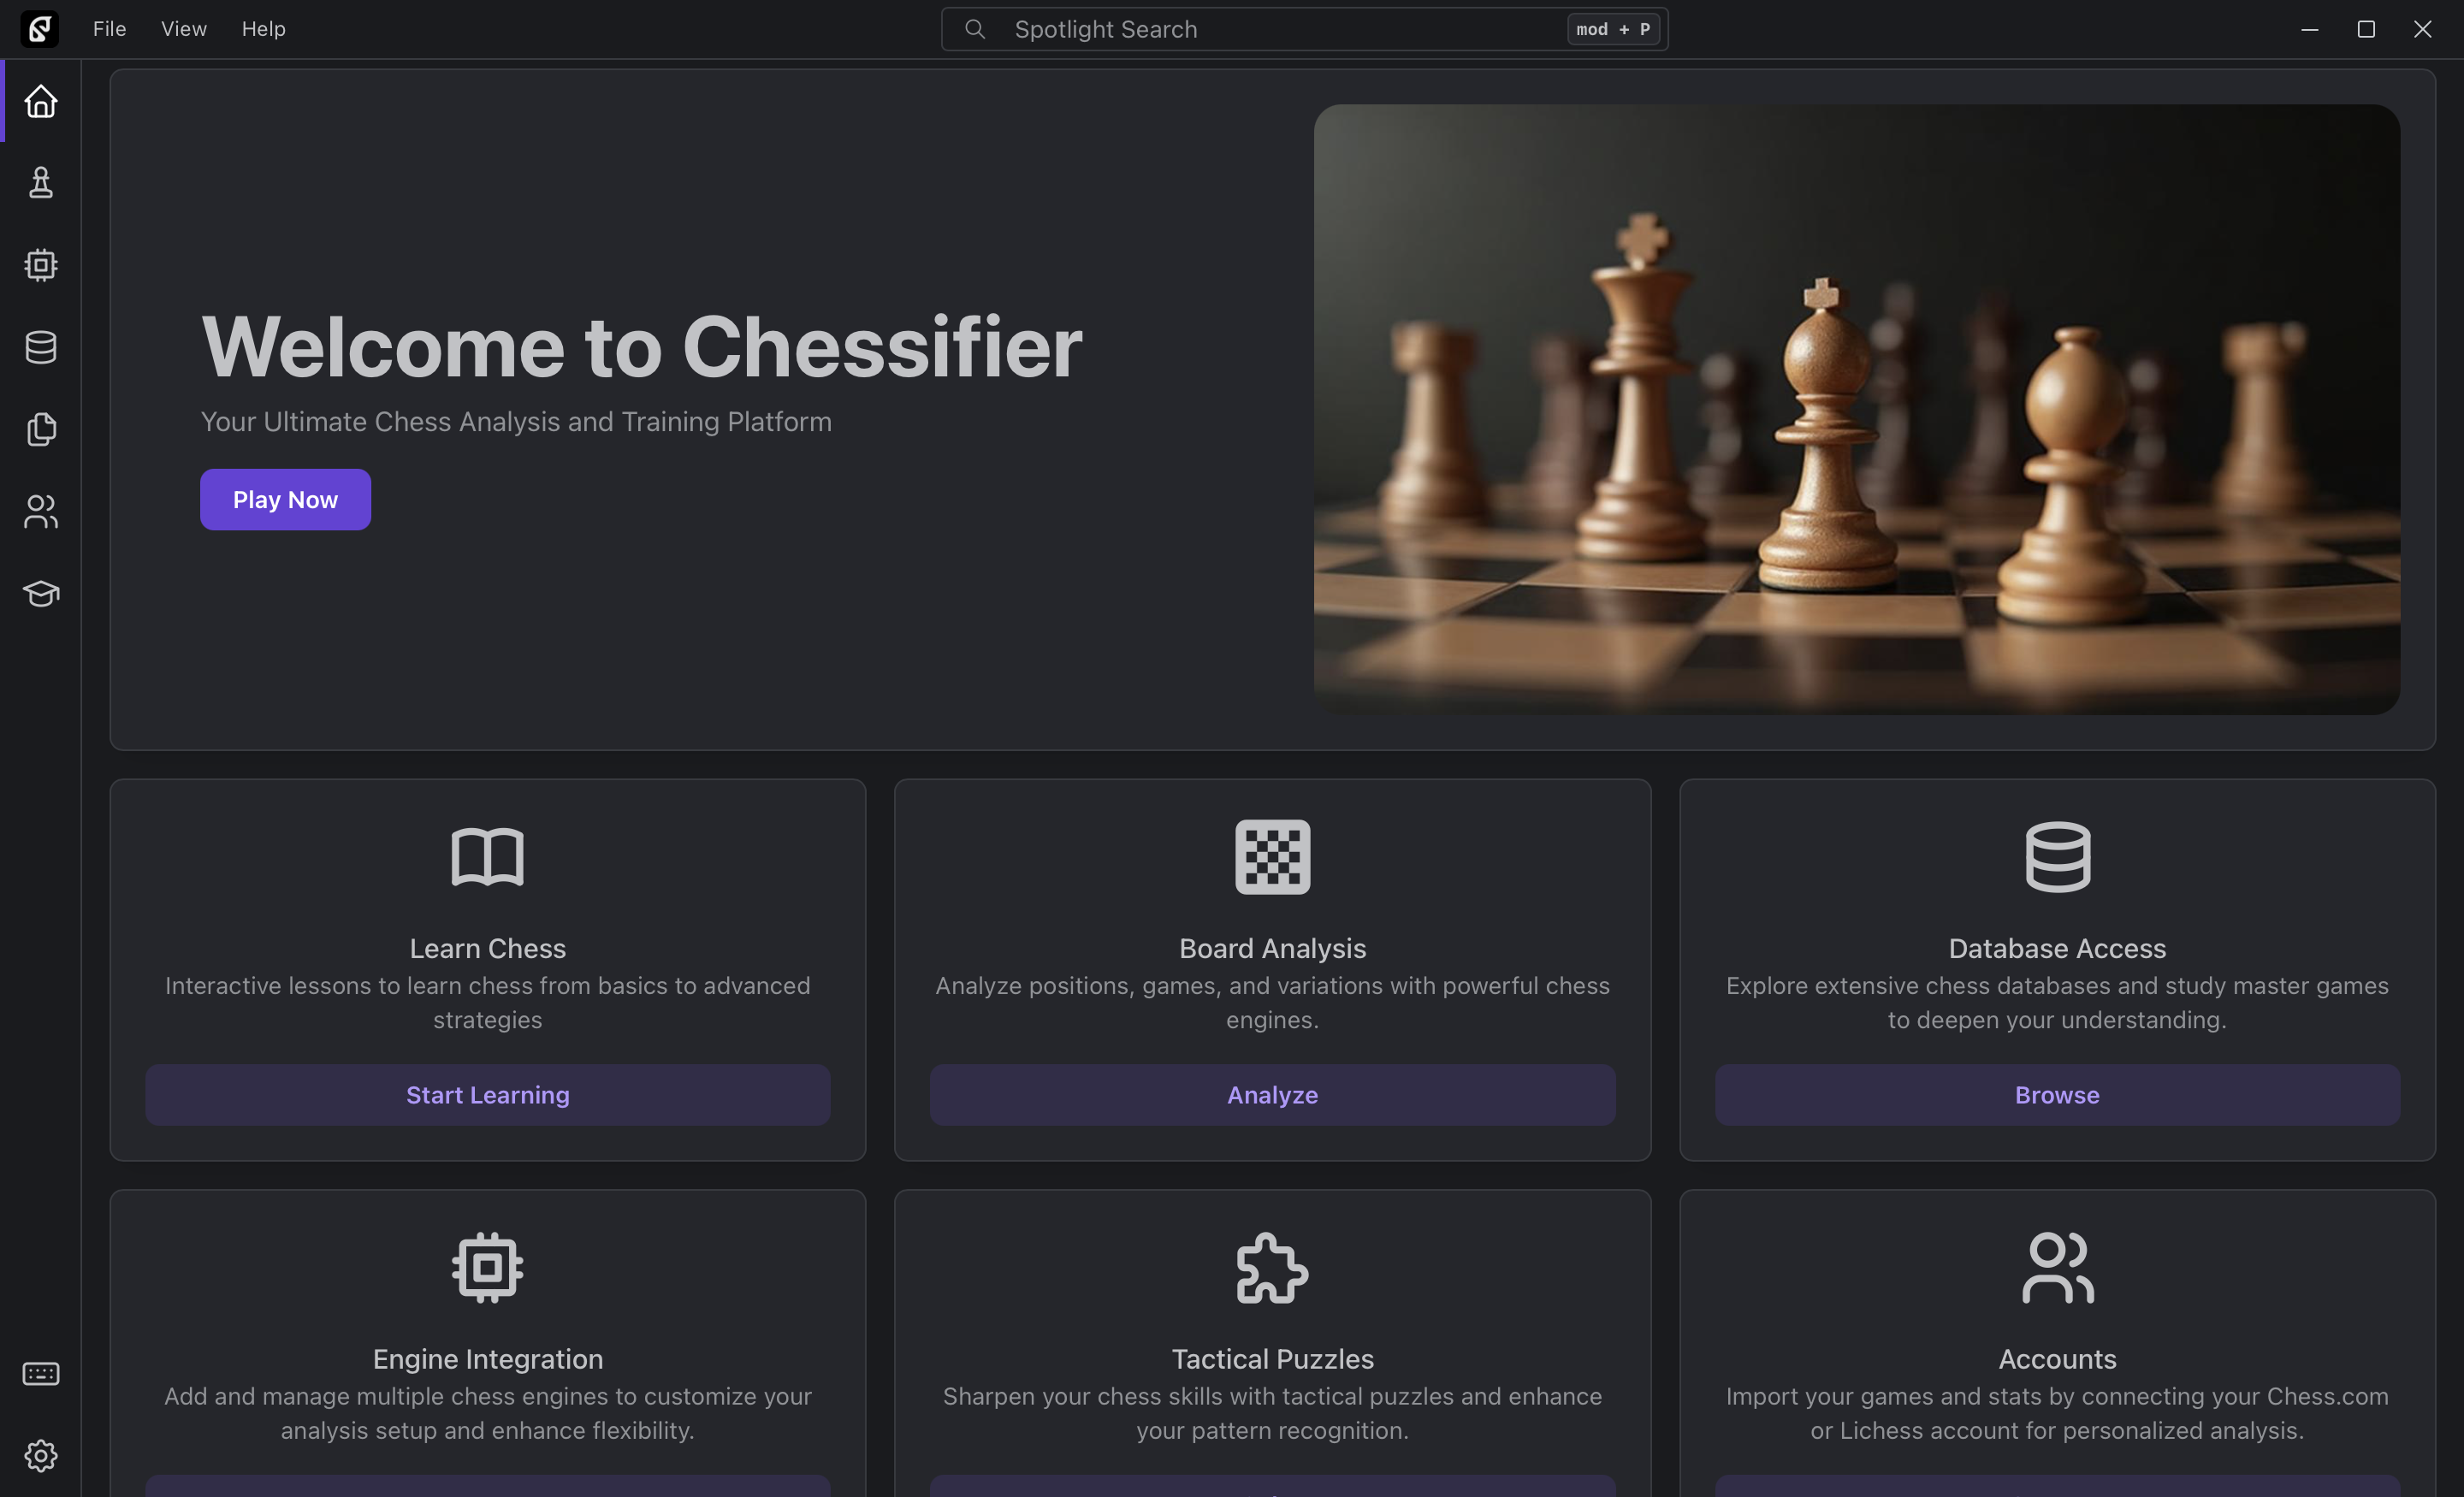 File View Help
Spotlight Search
mod + P
Welcome to Chessifier
Your Ultimate Chess Analysis and Training Platform
Play Now
Learn Chess
Interactive lessons to learn chess from basics to advanced
strategies
Start Learning
Board Analysis
Analyze positions, games, and variations with powerful chess
engines.
Analyze
Database Access
Explore extensive chess databases and study master games
to deepen your understanding.
Browse
Engine Integration
Add and manage multiple chess engines to customize your
analysis setup and enhance flexibility.
Tactical Puzzles
Sharpen your chess skills with tactical puzzles and enhance
your pattern recognition.
Accounts
Import your games and stats by connecting your Chess.com
or Lichess account for personalized analysis.